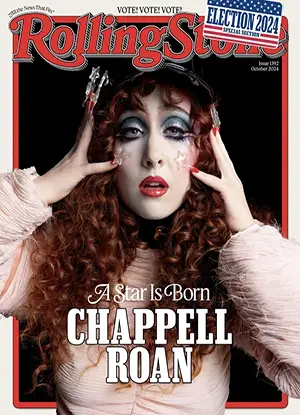 "All the News That Fits"
VOTE! VOTE! VOTE!
ELECTION 2024
SPECIAL SECTION
Rolling Stone
Issue 1392
October 2024
A Star Is Born
CHAPPELL
ROAN